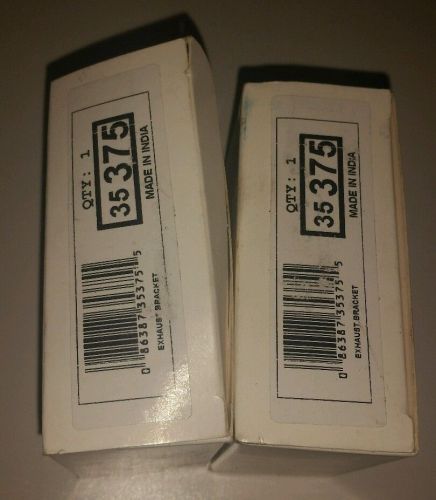 QTY: 1
35 375
MADE IN INDIA
0 86387 35375 5
EXHAUST BRACKET
QTY: 1
35 375
MADE IN INDIA
0 86387 35375 5
EXHAUST BRACKET